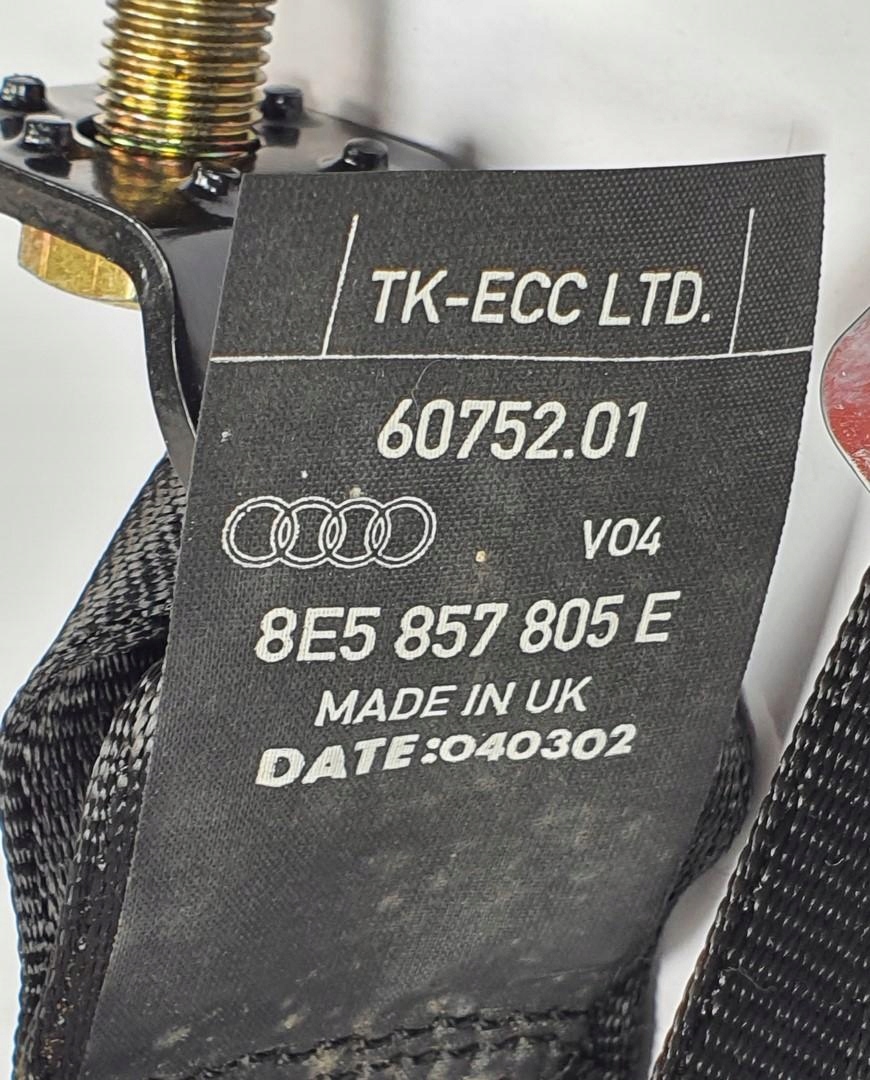 TK-ECC LTD.
60752.01
V04
8E5 857 805 E
MADE IN UK
DATE:040302